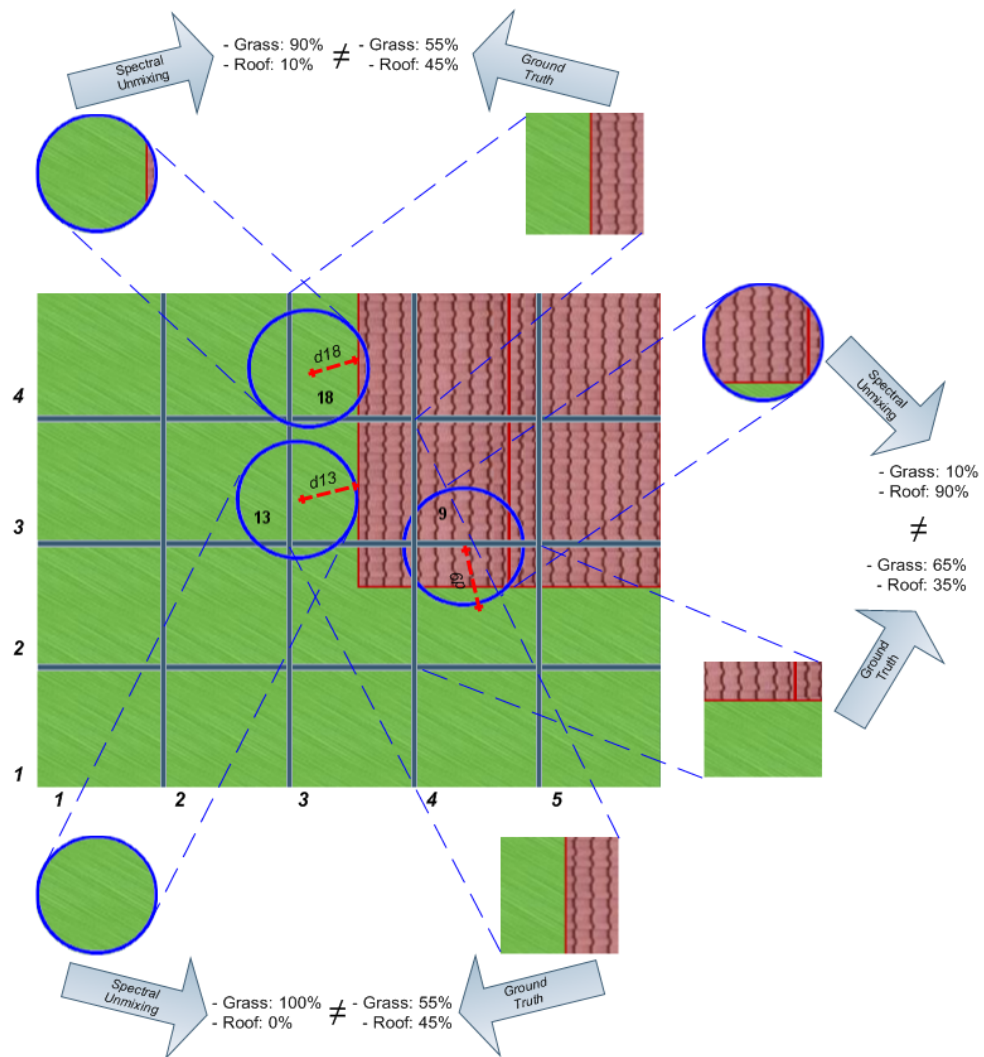 - Grass: 90%
- Roof: 10%
≠
- Grass: 55%
- Roof: 45%
Spectral
Unmixing
Ground
Truth
d18
18
4
d13
13
9
d9
3
2
1
1
2
3
4
5
Spectral
Unmixing
- Grass: 10%
- Roof: 90%
≠
- Grass: 65%
- Roof: 35%
Ground
Truth
Spectral
Unmixing
- Grass: 100%
- Roof: 0%
≠
- Grass: 55%
- Roof: 45%
Ground
Truth